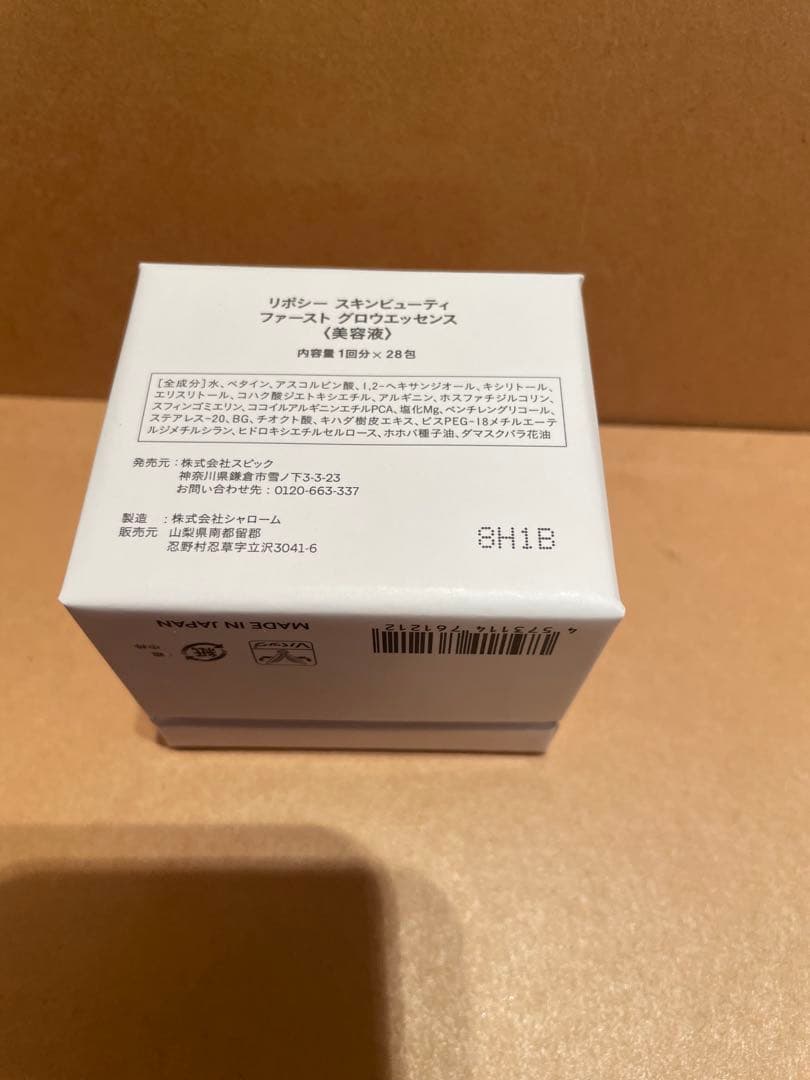 リポシー スキンビューティ
ファースト グロウエッセンス
〈美容液〉
内容量 1回分×28包
[全成分]水、ベタイン、アスコルビン酸、1,2-ヘキサンジオール、キシリトール、
エリスリトール、コハク酸ジエトキシエチル、アルギニン、ホスファチジルコリン、
スフィンゴミエリン、ココイルアルギニンエチルPCA、塩化Mg、ペンチレングリコール、
ステアレス-20、BG、チオクト酸、キハダ樹皮エキス、ビスPEG-18メチルエーテ
ルジメチルシラン、ヒドロキシエチルセルロース、ホホバ種子油、ダマスクバラ花油
発売元：株式会社スピック
神奈川県鎌倉市雪ノ下3-3-23
お問い合わせ先：0120-663-337
製造 ：株式会社シャローム
販売元 山梨県南都留郡
忍野村忍草字立沢3041-6
8H1B
4 573114 761212
MADE IN JAPAN
Vパック
紙